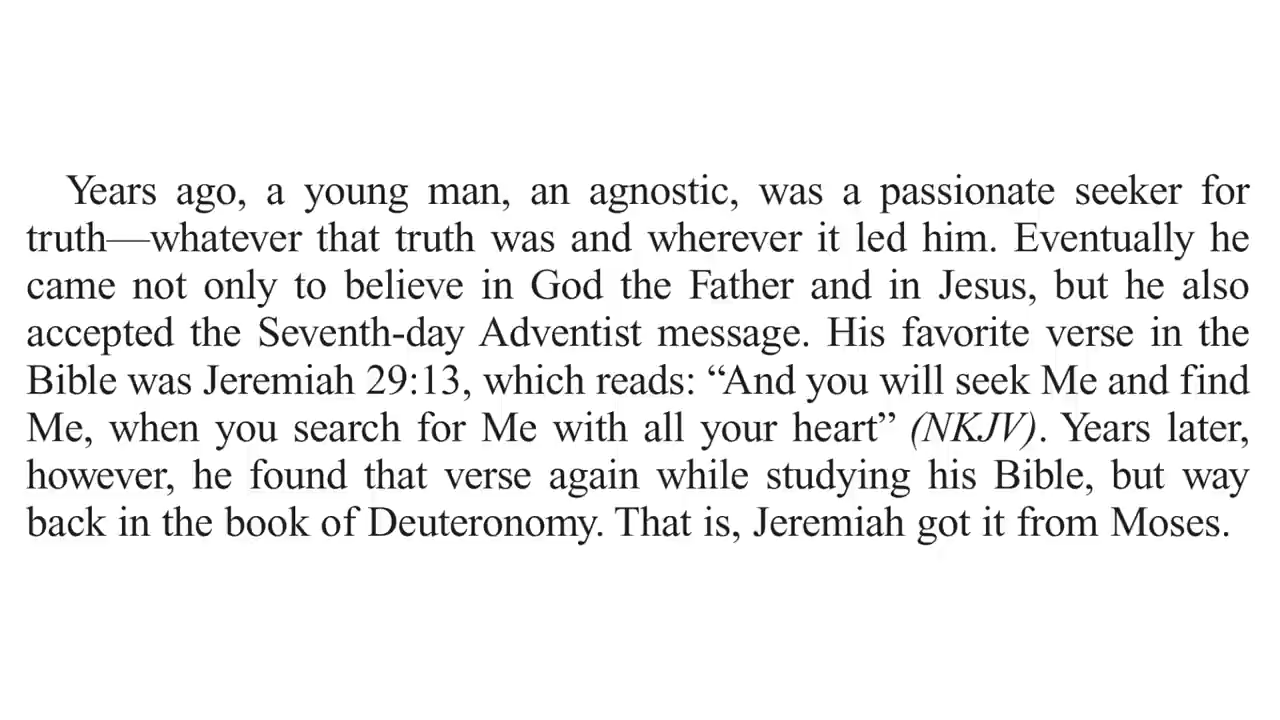 Years ago, a young man, an agnostic, was a passionate seeker for
truth—whatever that truth was and wherever it led him. Eventually he
came not only to believe in God the Father and in Jesus, but he also
accepted the Seventh-day Adventist message. His favorite verse in the
Bible was Jeremiah 29:13, which reads: “And you will seek Me and find
Me, when you search for Me with all your heart” (NKJV). Years later,
however, he found that verse again while studying his Bible, but way
back in the book of Deuteronomy. That is, Jeremiah got it from Moses.